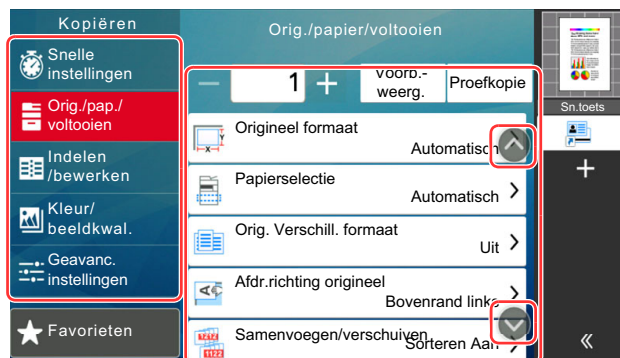 Kopiëren
Snelle
instellingen
Orig./pap./
voltooien
Indelen
/bewerken
Kleur/
beeldkwal.
Geavanc.
instellingen
Favorieten
Orig./papier/voltooien
1
Voorb.-
weerg.
Proefkopie
Origineel formaat
Automatisch
Papierselectie
Automatisch
Orig. Verschill. formaat
Uit
Afdr.richting origineel
Bovenrand links
Samenvoegen/verschuiven
Sorteren Aan
Sn.toets